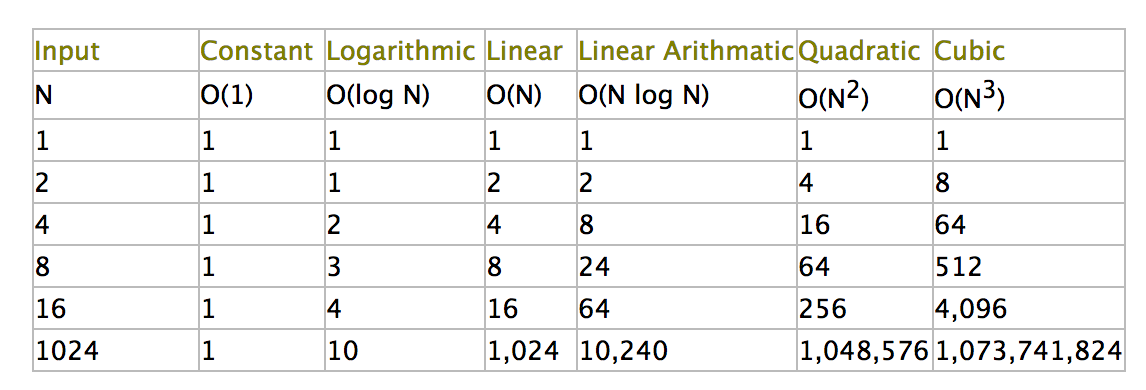 Input Constant Logarithmic Linear Linear Arithmatic Quadratic Cubic
N O(1) O(log N) O(N) O(N log N) O(N²) O(N³)
1 1 1 1 1 1 1
2 1 1 2 2 4 8
4 1 2 4 8 16 64
8 1 3 8 24 64 512
16 1 4 16 64 256 4,096
1024 1 10 1,024 10,240 1,048,576 1,073,741,824